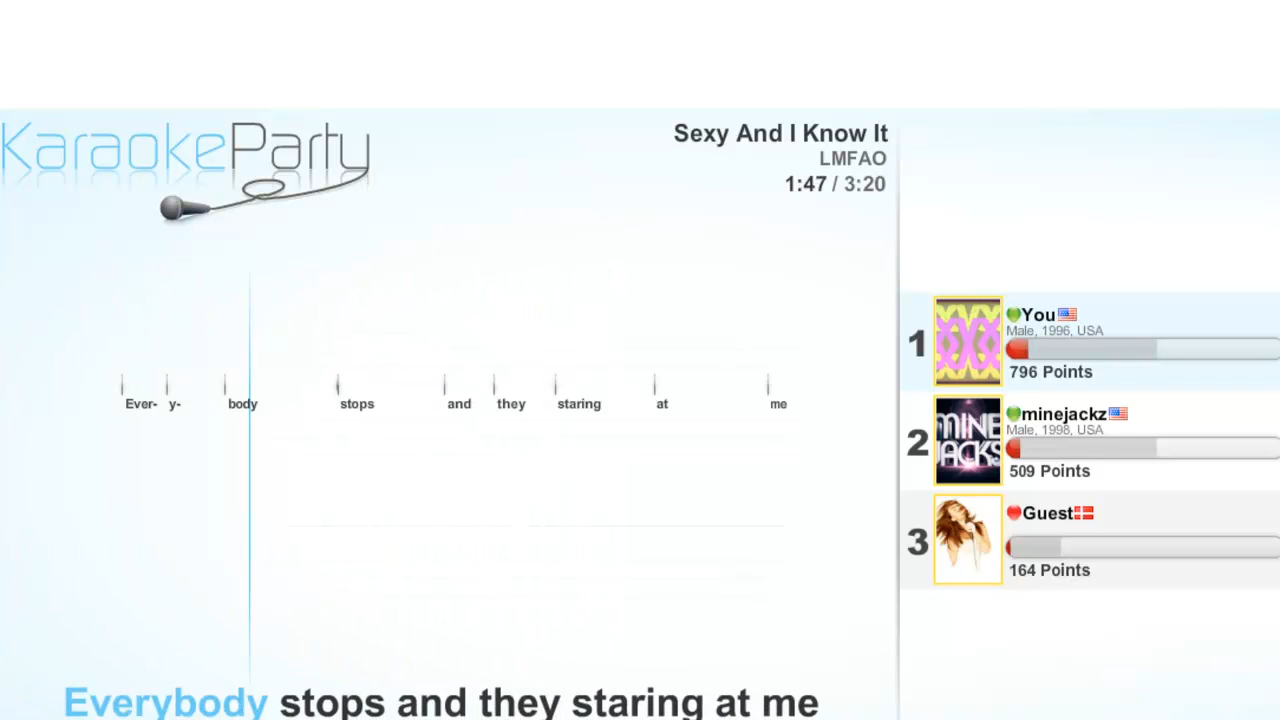 KaraokeParty
Sexy And I Know It
LMFAO
1:47 / 3:20
Ever- y- body stops and they staring at me
1
You
Male, 1996, USA
796 Points
MINE
JACKS
2
minejackz
Male, 1998, USA
509 Points
3
Guest
164 Points
Everybody stops and they staring at me